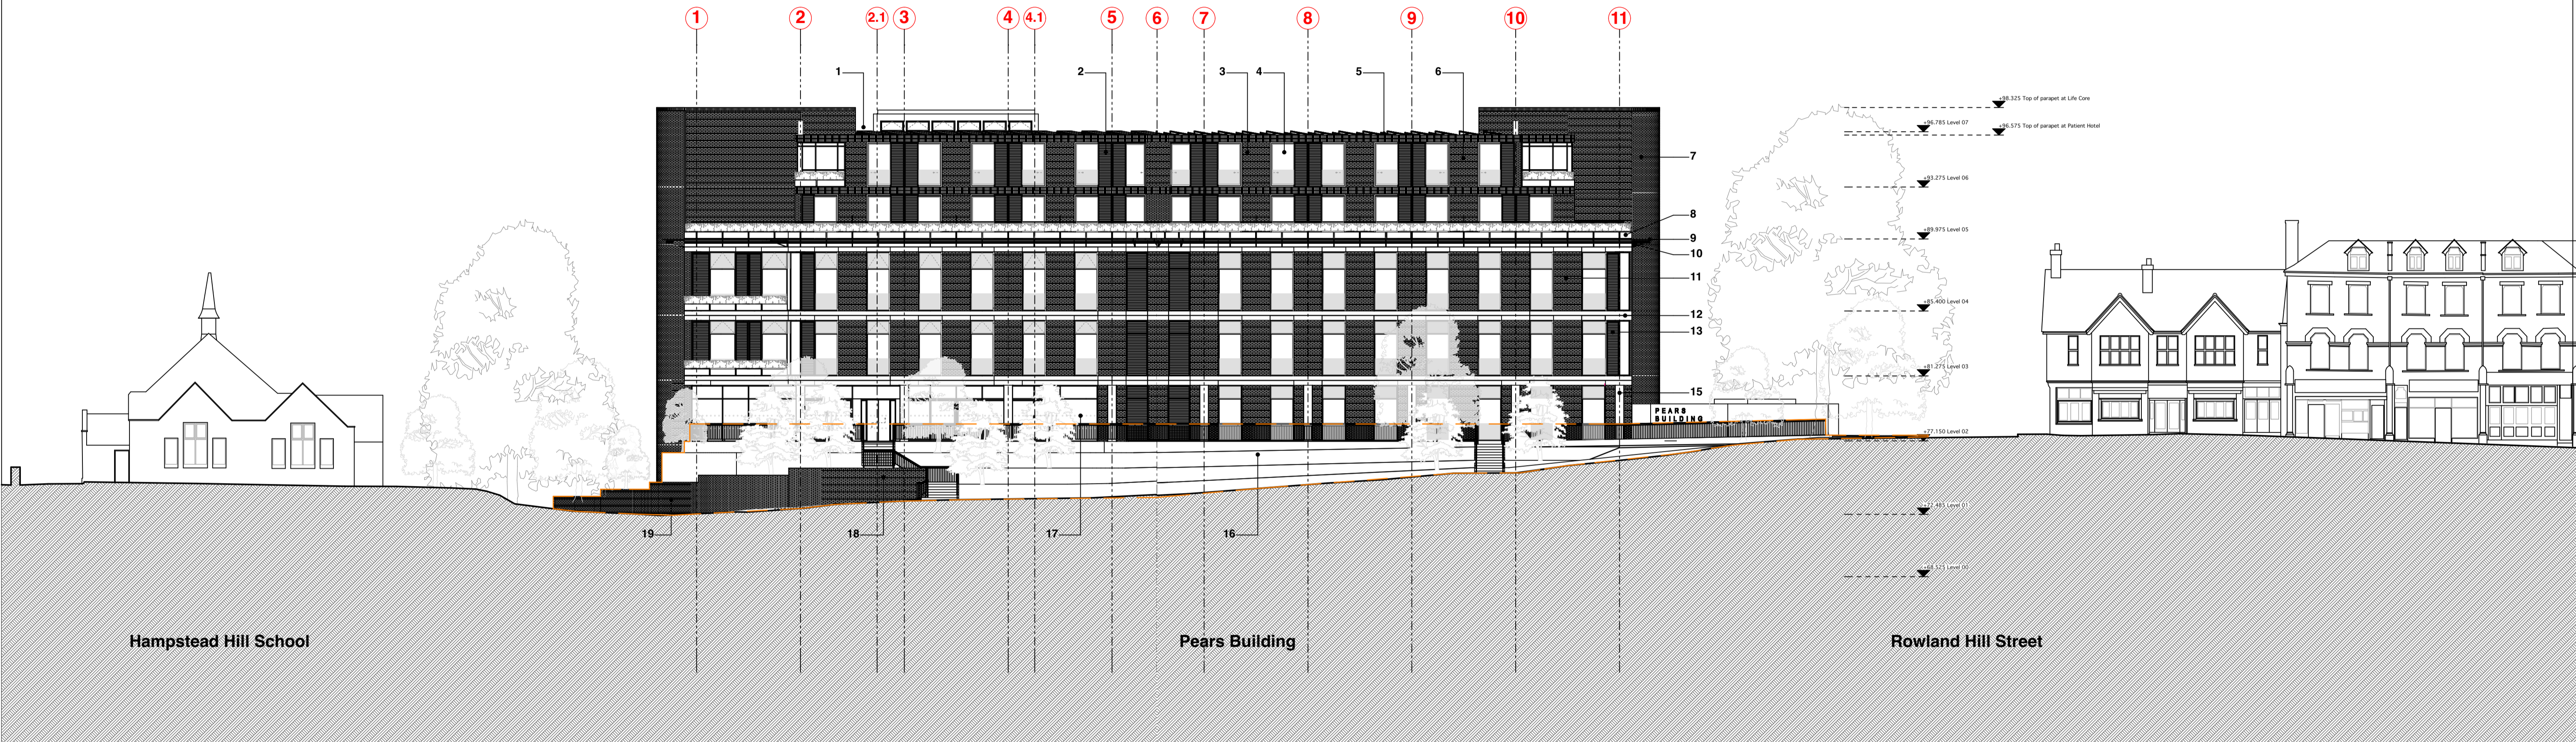 1 2 2.1 3 4 4.1 5 6 7 8 9 10 11
1 2 3 4 5 6
+98.325 Top of parapet at Life Core
+96.785 Level 07
+96.575 Top of parapet at Patient Hotel
7
+93.275 Level 06
8
9
+89.975 Level 05
10
11
+85.400 Level 04
12
13
+81.275 Level 03
15
PEARS
BUILDING
+77.150 Level 02
+72.485 Level 01
19 18 17 16
+68.525 Level 00
Hampstead Hill School
Pears Building
Rowland Hill Street